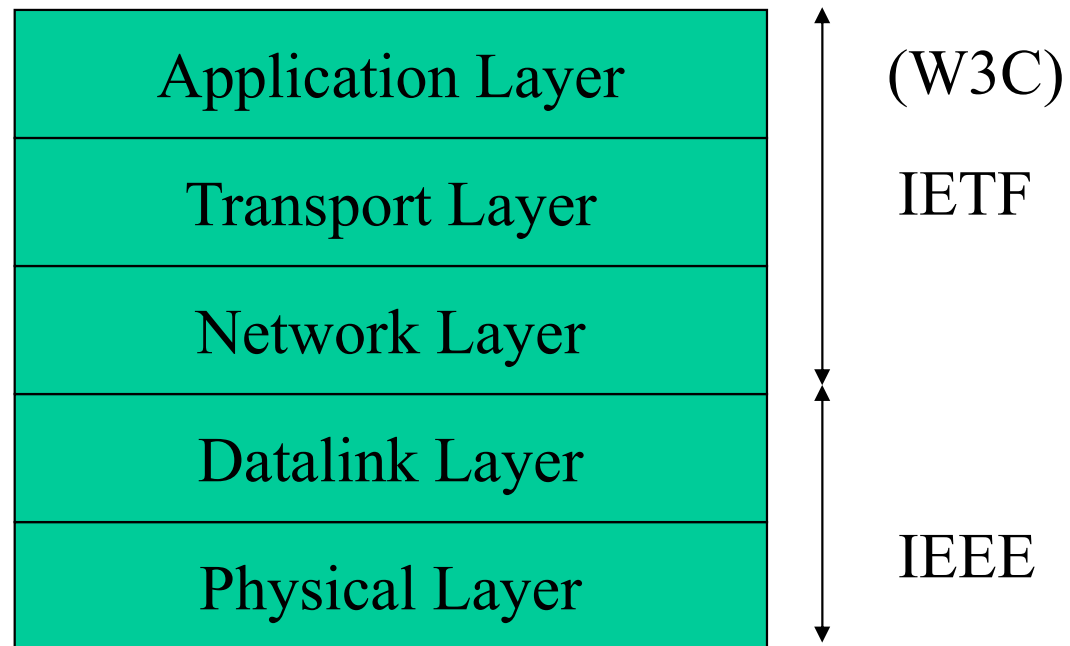 Application Layer
(W3C)
Transport Layer
IETF
Network Layer
Datalink Layer
Physical Layer
IEEE